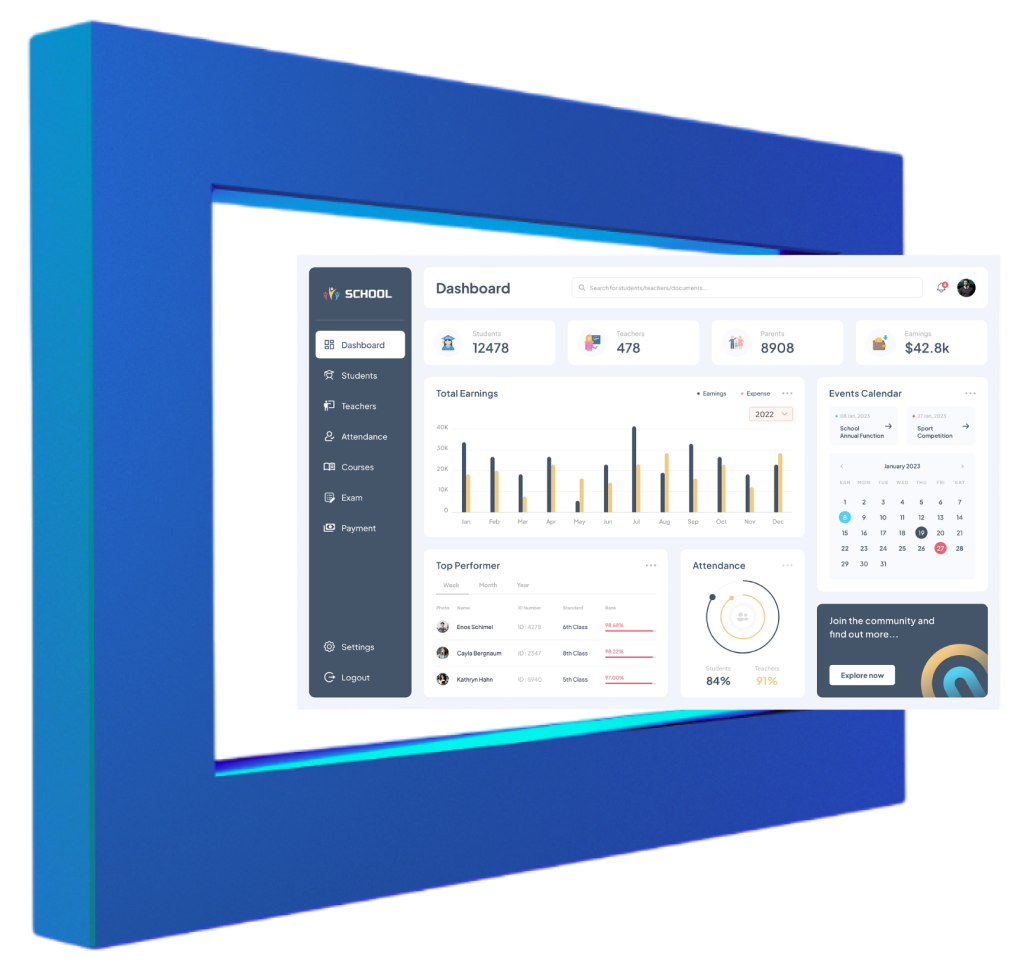 SCHOOL
Dashboard
Students
Teachers
Attendance
Courses
Exam
Payment
Settings
Logout
Dashboard
Search for students/teachers/documents...
Students
12478
Teachers
478
Parents
8908
Earnings
$42.8k
Total Earnings
Earnings
Expense
2022
40K
30K
20K
10K
0
Jan Feb Mar Apr May Jun Jul Aug Sep Oct Nov Dec
Events Calendar
08 Jan, 2023
School
Annual Function
27 Jan, 2023
Sport
Competition
January 2023
SAN MON TUE WED THU FRI SAT
1 2 3 4 5 6 7
8 9 10 11 12 13 14
15 16 17 18 19 20 21
22 23 24 25 26 27 28
29 30 31
Top Performer
Week Month Year
Photo Name ID Number Standard Rank
Enos Schimel ID: 4278 6th Class 98.68%
Cayla Bergnaum ID: 2347 8th Class 98.22%
Kathryn Hahn ID: 5940 5th Class 97.00%
Attendance
Students
84%
Teachers
91%
Join the community and
find out more...
Explore now